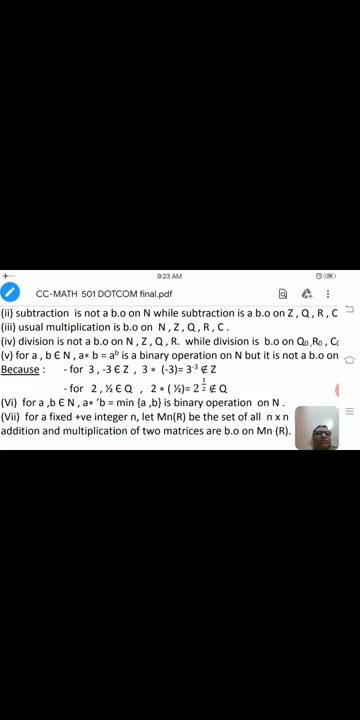 9:23 AM
CC-MATH 501 DOTCOM final.pdf
(ii) subtraction is not a b.o on N while subtraction is a b.o on Z , Q , R , C
(iii) usual multiplication is b.o on N , Z , Q , R , C .
(iv) division is not a b.o on N, Z, Q , R. while division is b.o on Q₀ ,R₀ , C₀
(v) for a , b Є N , a∗ b = aᵇ is a binary operation on N but it is not a b.o on
Because : - for 3 , -3 Є Z , 3 ∗ (-3)= 3⁻³ ∉ Z
- for 2 , ½ Є Q , 2 ∗ ( ½)= 2^½ ∉ Q
(Vi) for a ,b Є N , a∗ ′b = min {a ,b} is binary operation on N .
(Vii) for a fixed +ve integer n, let Mn(R) be the set of all n x n
addition and multiplication of two matrices are b.o on Mn (R).